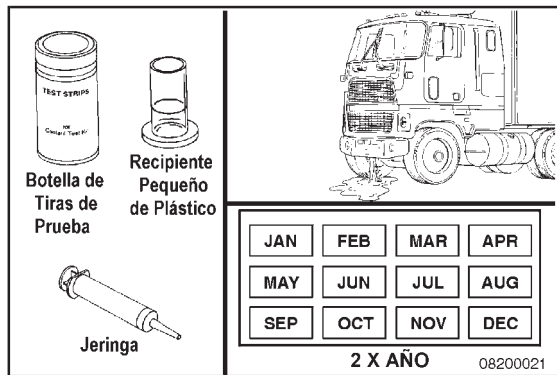 TEST STRIPS
for
Coolant Test Kit
Botella de
Tiras de
Prueba
Recipiente
Pequeño
de Plástico
Jeringa
JAN FEB MAR APR
MAY JUN JUL AUG
SEP OCT NOV DEC
2 X AÑO
08200021